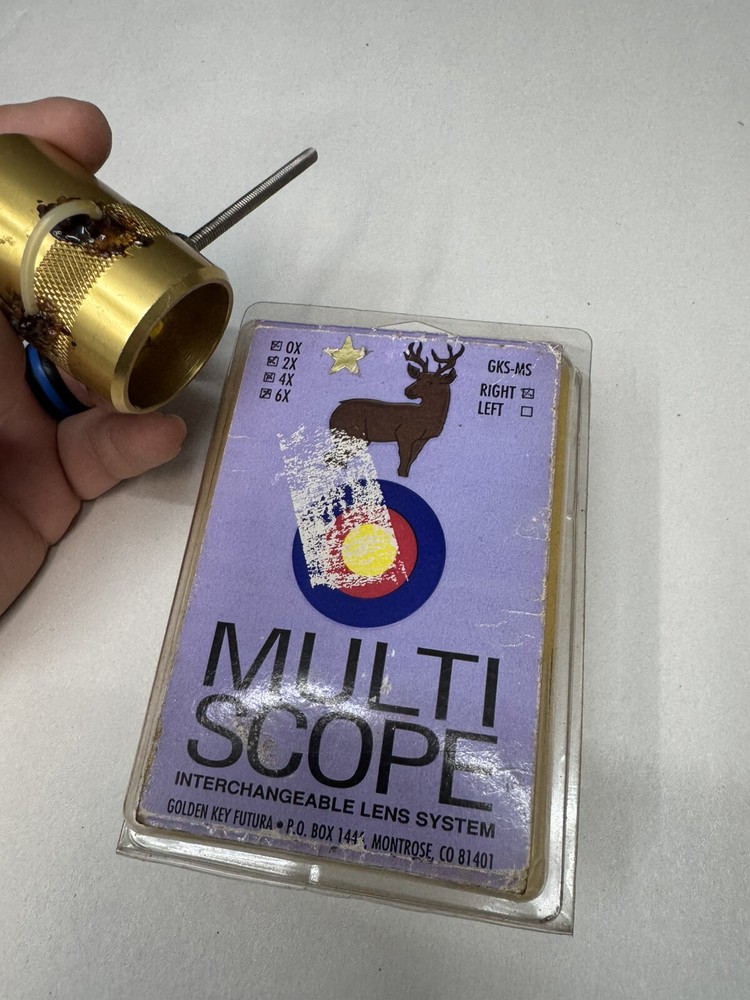 0X
2X
4X
6X
GKS-MS
RIGHT
LEFT
MULTI
SCOPE
INTERCHANGEABLE LENS SYSTEM
GOLDEN KEY FUTURA • P.O. BOX MONTROSE, CO 81401